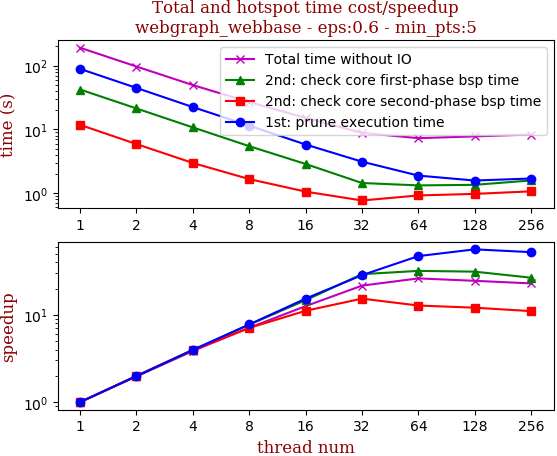 Total and hotspot time cost/speedup
webgraph_webbase - eps:0.6 - min_pts:5
time (s)
10²
10¹
10⁰
Total time without IO
2nd: check core first-phase bsp time
2nd: check core second-phase bsp time
1st: prune execution time
1 2 4 8 16 32 64 128 256
speedup
10¹
10⁰
1 2 4 8 16 32 64 128 256
thread num